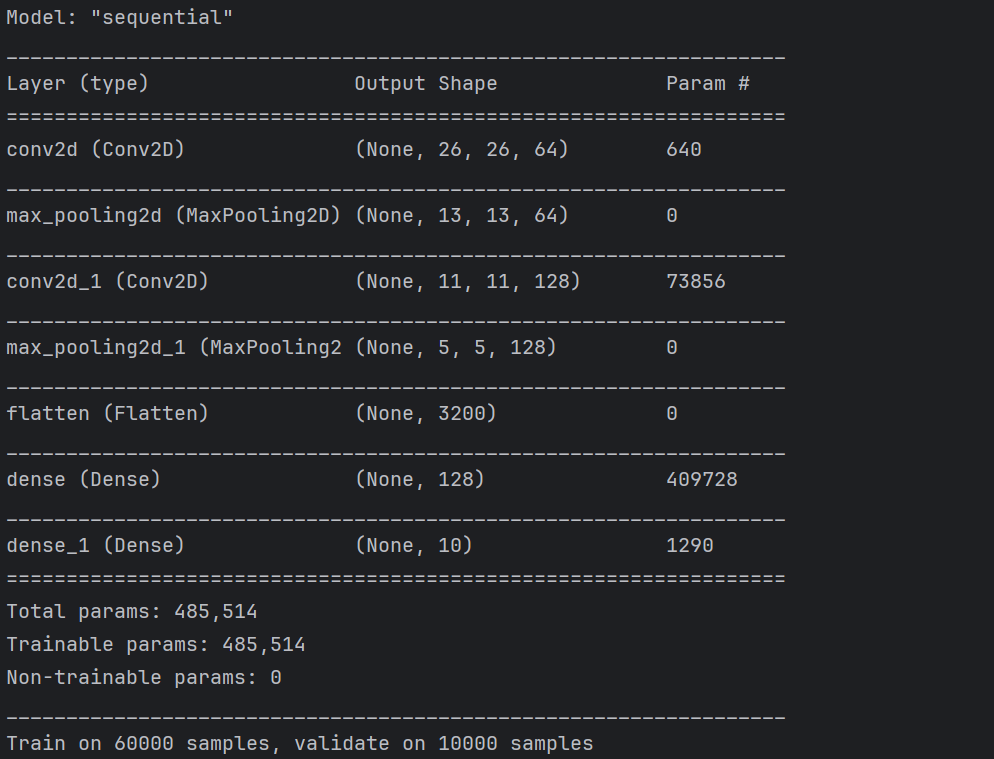 Model: "sequential"
_________________________________________________________________
Layer (type)                 Output Shape              Param #
=================================================================
conv2d (Conv2D)              (None, 26, 26, 64)        640
_________________________________________________________________
max_pooling2d (MaxPooling2D) (None, 13, 13, 64)        0
_________________________________________________________________
conv2d_1 (Conv2D)            (None, 11, 11, 128)       73856
_________________________________________________________________
max_pooling2d_1 (MaxPooling2 (None, 5, 5, 128)         0
_________________________________________________________________
flatten (Flatten)            (None, 3200)              0
_________________________________________________________________
dense (Dense)                (None, 128)               409728
_________________________________________________________________
dense_1 (Dense)              (None, 10)                1290
=================================================================
Total params: 485,514
Trainable params: 485,514
Non-trainable params: 0
_________________________________________________________________
Train on 60000 samples, validate on 10000 samples